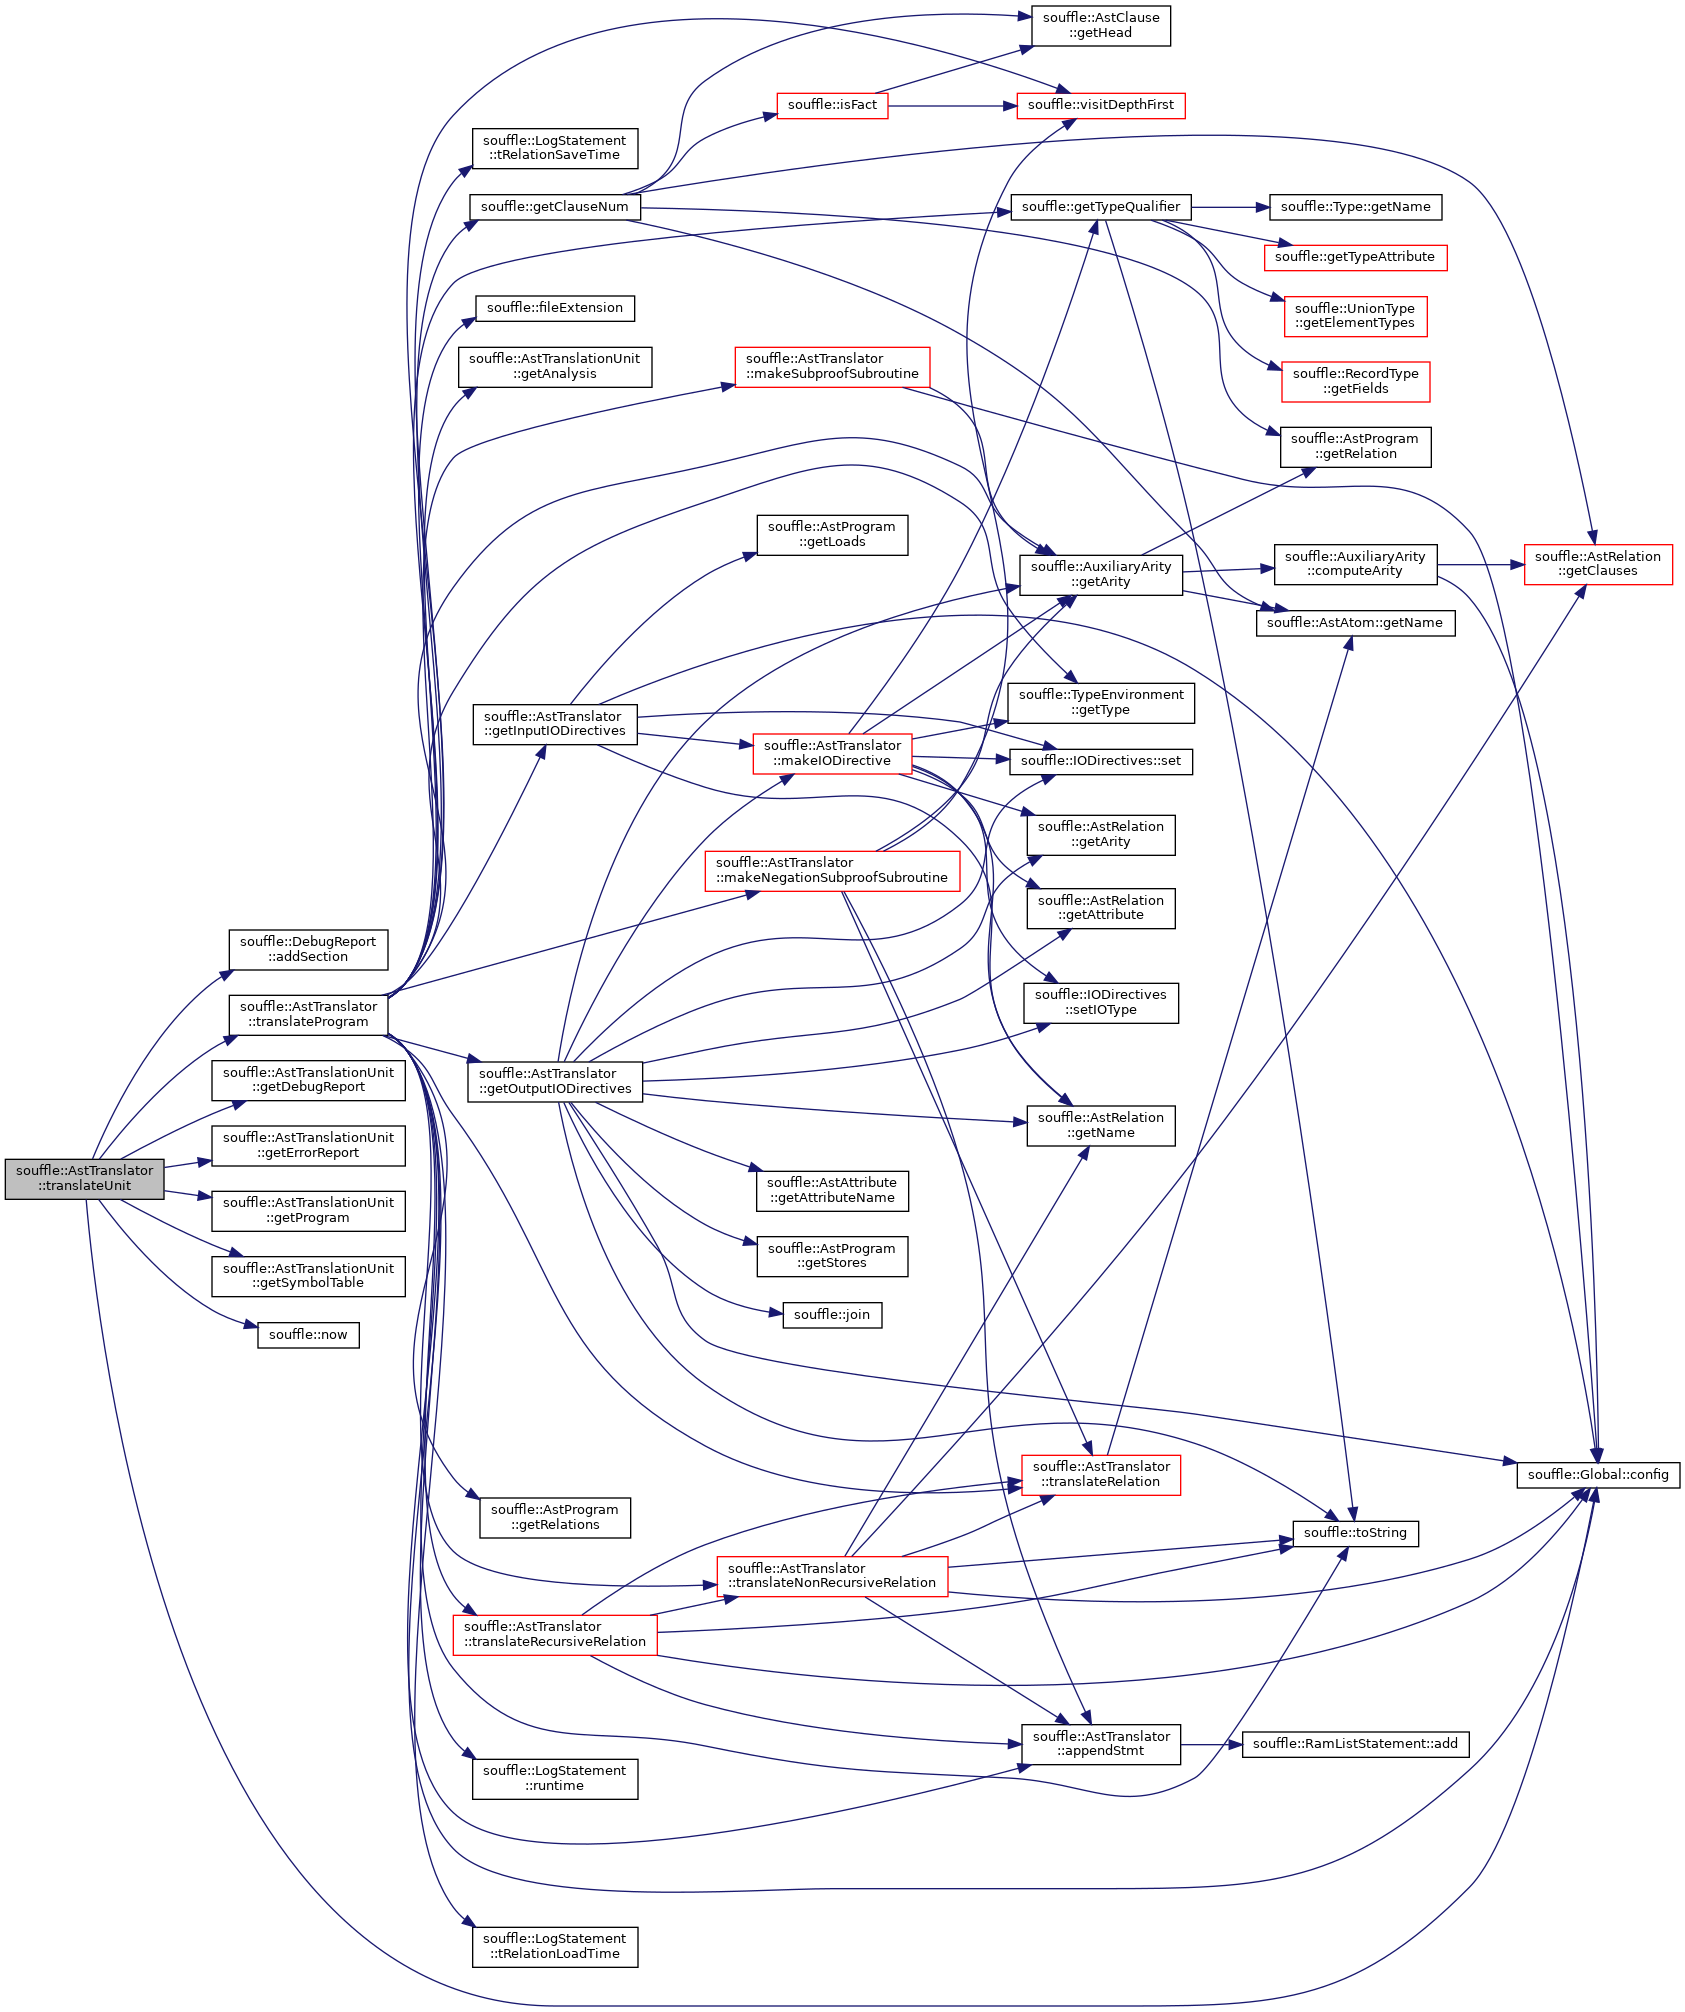 souffle::AstClause
::getHead
souffle::isFact
souffle::visitDepthFirst
souffle::LogStatement
::tRelationSaveTime
souffle::getClauseNum
souffle::getTypeQualifier
souffle::Type::getName
souffle::getTypeAttribute
souffle::fileExtension
souffle::UnionType
::getElementTypes
souffle::AstTranslationUnit
::getAnalysis
souffle::AstTranslator
::makeSubproofSubroutine
souffle::RecordType
::getFields
souffle::AstProgram
::getRelation
souffle::AstProgram
::getLoads
souffle::AuxiliaryArity
::getArity
souffle::AuxiliaryArity
::computeArity
souffle::AstRelation
::getClauses
souffle::AstAtom::getName
souffle::TypeEnvironment
::getType
souffle::AstTranslator
::getInputIODirectives
souffle::AstTranslator
::makeIODirective
souffle::IODirectives::set
souffle::AstRelation
::getArity
souffle::AstTranslator
::makeNegationSubproofSubroutine
souffle::AstRelation
::getAttribute
souffle::DebugReport
::addSection
souffle::AstTranslator
::translateProgram
souffle::IODirectives
::setIOType
souffle::AstTranslationUnit
::getDebugReport
souffle::AstTranslator
::getOutputIODirectives
souffle::AstRelation
::getName
souffle::AstTranslationUnit
::getErrorReport
souffle::AstTranslator
::translateUnit
souffle::AstAttribute
::getAttributeName
souffle::AstTranslationUnit
::getProgram
souffle::AstProgram
::getStores
souffle::AstTranslationUnit
::getSymbolTable
souffle::join
souffle::now
souffle::AstTranslator
::translateRelation
souffle::Global::config
souffle::AstProgram
::getRelations
souffle::toString
souffle::AstTranslator
::translateNonRecursiveRelation
souffle::AstTranslator
::translateRecursiveRelation
souffle::AstTranslator
::appendStmt
souffle::RamListStatement::add
souffle::LogStatement
::runtime
souffle::LogStatement
::tRelationLoadTime